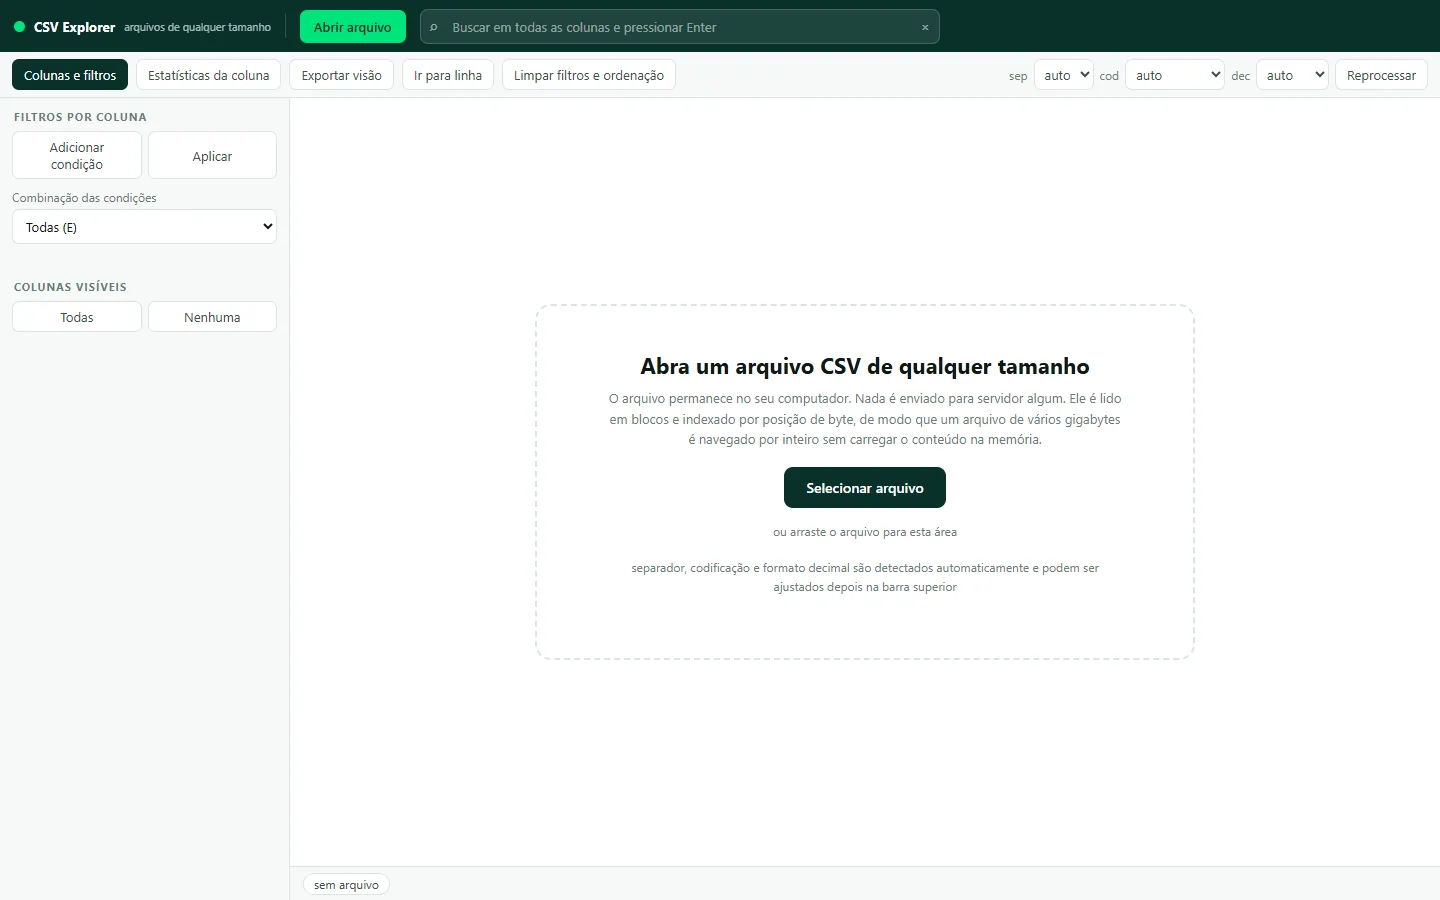 CSV Explorer arquivos de qualquer tamanho Abrir arquivo Buscar em todas as colunas e pressionar Enter ×
Colunas e filtros Estatísticas da coluna Exportar visão Ir para linha Limpar filtros e ordenação sep auto cod auto dec auto Reprocessar
FILTROS POR COLUNA
Adicionar
condição
Aplicar
Combinação das condições
Todas (E)
COLUNAS VISÍVEIS
Todas Nenhuma
Abra um arquivo CSV de qualquer tamanho
O arquivo permanece no seu computador. Nada é enviado para servidor algum. Ele é lido
em blocos e indexado por posição de byte, de modo que um arquivo de vários gigabytes
é navegado por inteiro sem carregar o conteúdo na memória.
Selecionar arquivo
ou arraste o arquivo para esta área
separador, codificação e formato decimal são detectados automaticamente e podem ser
ajustados depois na barra superior
sem arquivo